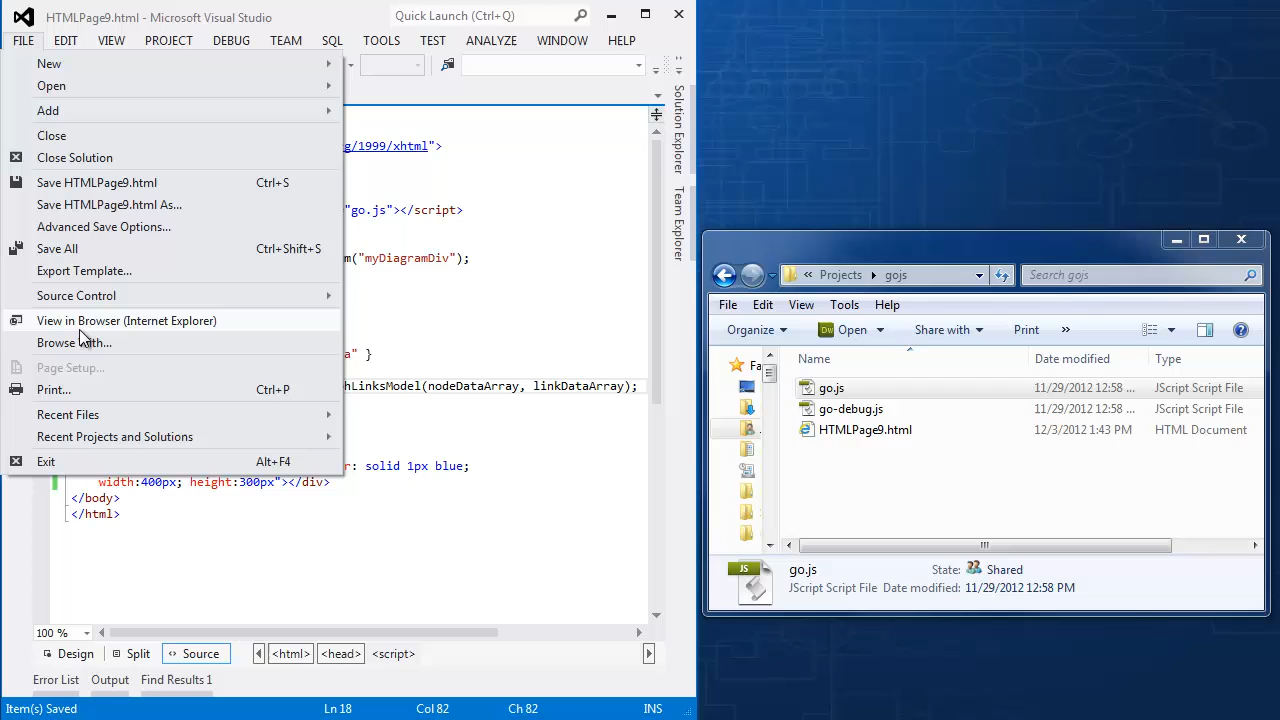 HTMLPage9.html - Microsoft Visual Studio
Quick Launch (Ctrl+Q)
FILE EDIT VIEW PROJECT DEBUG TEAM SQL TOOLS TEST ANALYZE WINDOW HELP
New
Open
Add
Close
Close Solution
Save HTMLPage9.html Ctrl+S
Save HTMLPage9.html As...
Advanced Save Options...
Save All Ctrl+Shift+S
Export Template...
Source Control
View in Browser (Internet Explorer)
Page Setup...
Print... Ctrl+P
Recent Files
Recent Projects and Solutions
Exit Alt+F4
g/1999/xhtml">
"go.js"></script>
m("myDiagramDiv");
a" }
hLinksModel(nodeDataArray, linkDataArray);
r: solid 1px blue;
width:400px; height:300px"></div>
</body>
</html>
Solution Explorer
Team Explorer
100 %
Design Split Source <html> <head> <script>
Error List Output Find Results 1
Item(s) Saved Ln 18 Col 82 Ch 82 INS
« Projects gojs
Search gojs
File Edit View Tools Help
Organize Dw Open Share with Print »
Fa
Name Date modified Type
go.js 11/29/2012 12:58 ... JScript Script File
go-debug.js 11/29/2012 12:58 ... JScript Script File
HTMLPage9.html 12/3/2012 1:43 PM HTML Document
JS go.js State: Shared
JScript Script File Date modified: 11/29/2012 12:58 PM